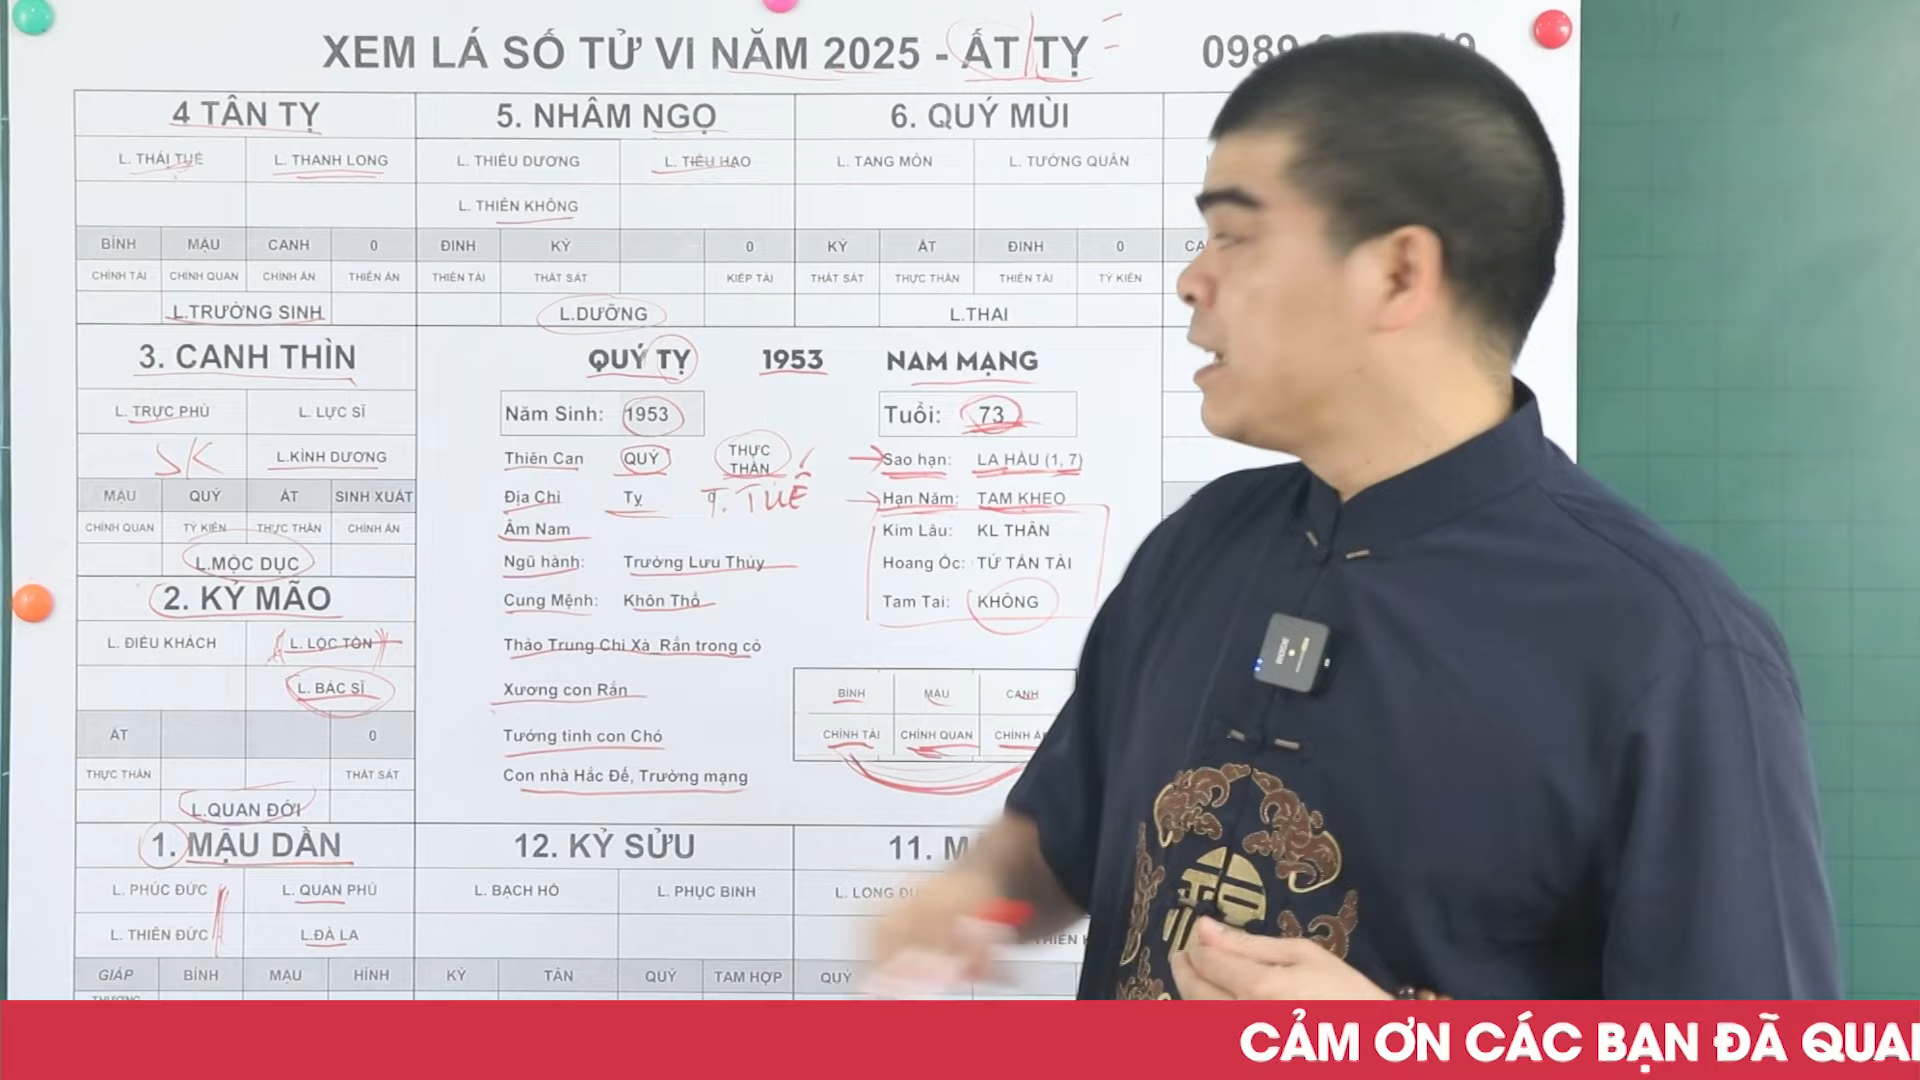 XEM LÁ SỐ TỬ VI NĂM 2025 - ẤT TỴ
4 TÂN TỴ
5. NHÂM NGỌ
6. QUÝ MÙI
L. THÁI TUẾ
L. THANH LONG
L. THIẾU DƯƠNG
L. TIỂU HAO
L. TANG MÔN
L. TƯỚNG QUÂN
L. THIÊN KHÔNG
BÍNH MẬU CANH 0
ĐINH KỶ 0
KỶ ẤT ĐINH 0
CHÍNH TÀI CHÍNH QUAN CHÍNH ẤN THIÊN ẤN
THIÊN TÀI THẤT SÁT KIẾP TÀI
THẤT SÁT THỰC THẦN THIÊN TÀI TỶ KIÊN
L.TRƯỜNG SINH
L.DƯỠNG
L.THAI
3. CANH THÌN
L. TRỰC PHÙ
L. LỰC SĨ
SK
L.KÌNH DƯƠNG
MẬU QUÝ ẤT SINH XUẤT
CHÍNH QUAN TỶ KIÊN THỰC THẦN CHÍNH ẤN
L.MỘC DỤC
QUÝ TỴ 1953 NAM MẠNG
Năm Sinh: 1953
Tuổi: 73
Thiên Can QUÝ THỰC THẦN
Sao hạn: LA HẦU (1, 7)
Địa Chi Tỵ T. TUẾ
Hạn Năm: TAM KHEO
Âm Nam
Kim Lâu: KL THÂN
Ngũ hành: Trường Lưu Thủy
Hoang Ốc: TỨ TẤN TÀI
Cung Mệnh: Khôn Thổ
Tam Tai: KHÔNG
Thảo Trung Chi Xà Rắn trong cỏ
Xương con Rắn
Tướng tinh con Chó
Con nhà Hắc Đế, Trường mạng
BÍNH MẬU CANH
CHÍNH TÀI CHÍNH QUAN
2. KỶ MÃO
L. ĐIẾU KHÁCH
L. LỘC TỒN
L. BÁC SĨ
ẤT 0
THỰC THẦN THẤT SÁT
L.QUAN ĐỚI
1. MẬU DẦN
12. KỶ SỬU
11. M
L. PHÚC ĐỨC
L. QUAN PHÙ
L. BẠCH HỔ
L. PHỤC BINH
L. LONG
L. THIÊN ĐỨC
L.ĐÀ LA
GIÁP BÍNH MẬU HÌNH
KỶ TÂN QUÝ TAM HỢP
QUÝ
CẢM ƠN CÁC BẠN ĐÃ